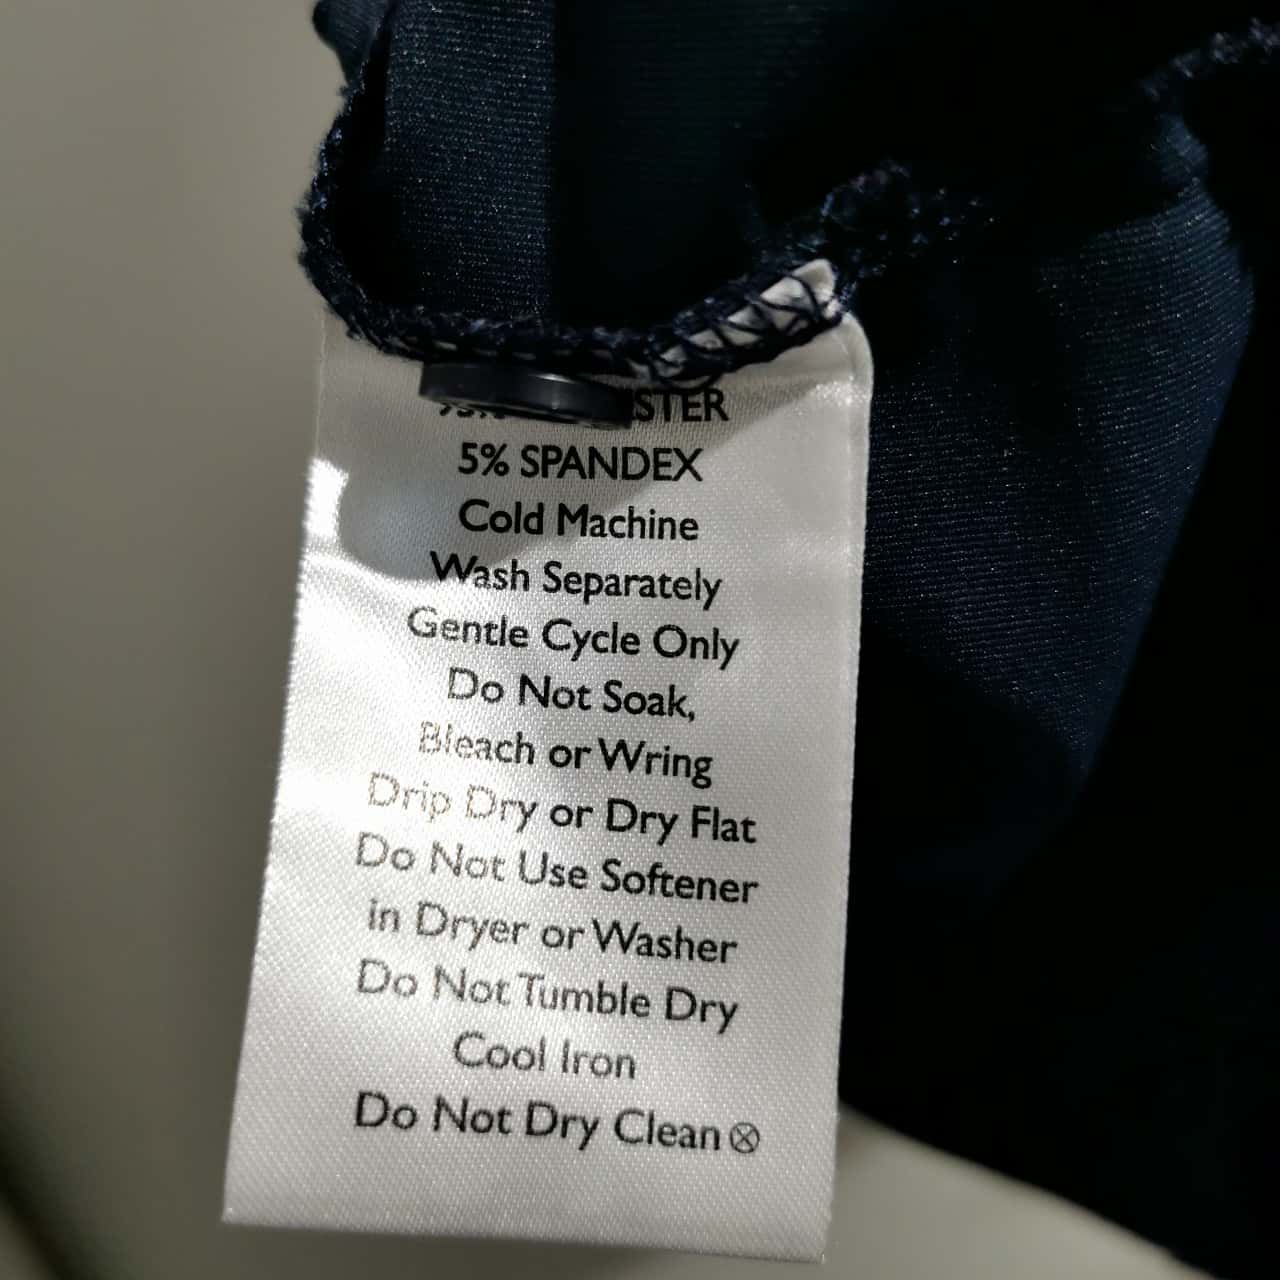 5% SPANDEX
Cold Machine
Wash Separately
Gentle Cycle Only
Do Not Soak,
Bleach or Wring
Drip Dry or Dry Flat
Do Not Use Softener
in Dryer or Washer
Do Not Tumble Dry
Cool Iron
Do Not Dry Clean